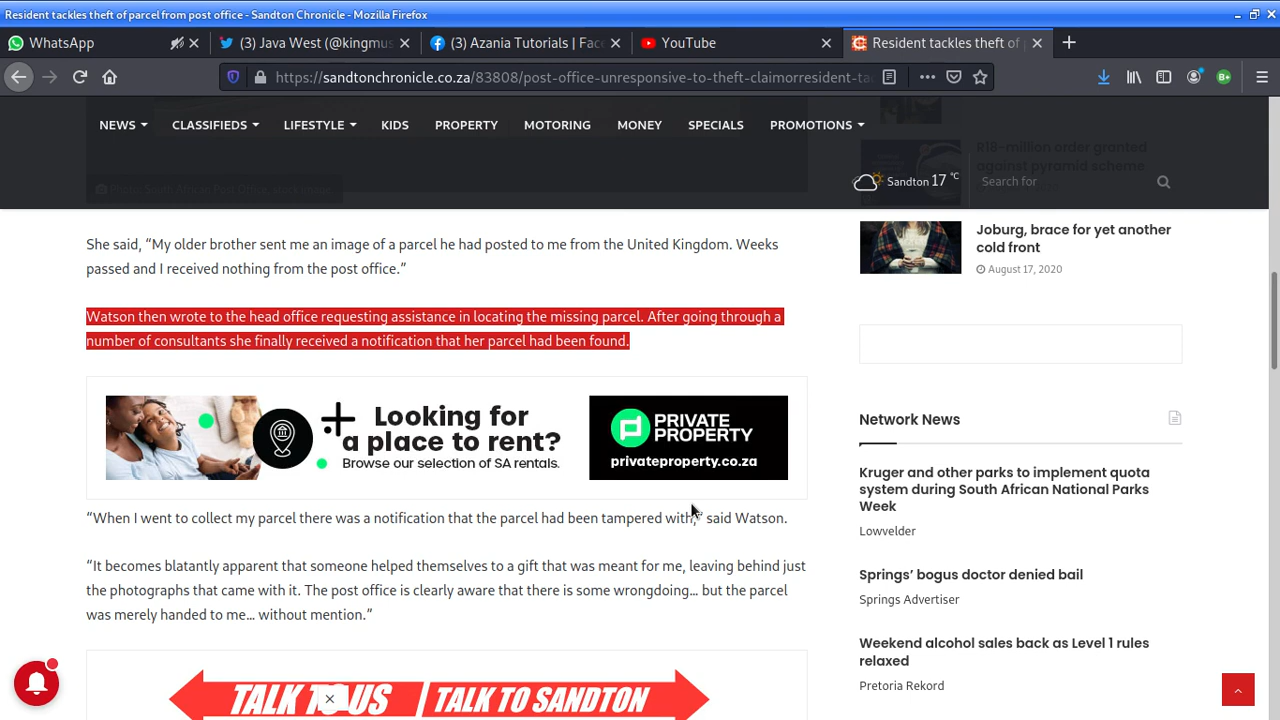 Resident tackles theft of parcel from post office - Sandton Chronicle - Mozilla Firefox
WhatsApp
(3) Java West (@kingmus
(3) Azania Tutorials | Fac
YouTube
Resident tackles theft of
https://sandtonchronicle.co.za/83808/post-office-unresponsive-to-theft-claimorresident-ta
NEWS
CLASSIFIEDS
LIFESTYLE
KIDS
PROPERTY
MOTORING
MONEY
SPECIALS
PROMOTIONS
R18-million order granted
against pyramid scheme
Sandton 17 °C
Search for
She said, “My older brother sent me an image of a parcel he had posted to me from the United Kingdom. Weeks
passed and I received nothing from the post office.”
Watson then wrote to the head office requesting assistance in locating the missing parcel. After going through a
number of consultants she finally received a notification that her parcel had been found.
Looking for
a place to rent?
Browse our selection of SA rentals.
PRIVATE
PROPERTY
privateproperty.co.za
“When I went to collect my parcel there was a notification that the parcel had been tampered with,” said Watson.
“It becomes blatantly apparent that someone helped themselves to a gift that was meant for me, leaving behind just
the photographs that came with it. The post office is clearly aware that there is some wrongdoing… but the parcel
was merely handed to me… without mention.”
TALK TO US
TALK TO SANDTON
Joburg, brace for yet another
cold front
August 17, 2020
Network News
Kruger and other parks to implement quota
system during South African National Parks
Week
Lowvelder
Springs’ bogus doctor denied bail
Springs Advertiser
Weekend alcohol sales back as Level 1 rules
relaxed
Pretoria Rekord